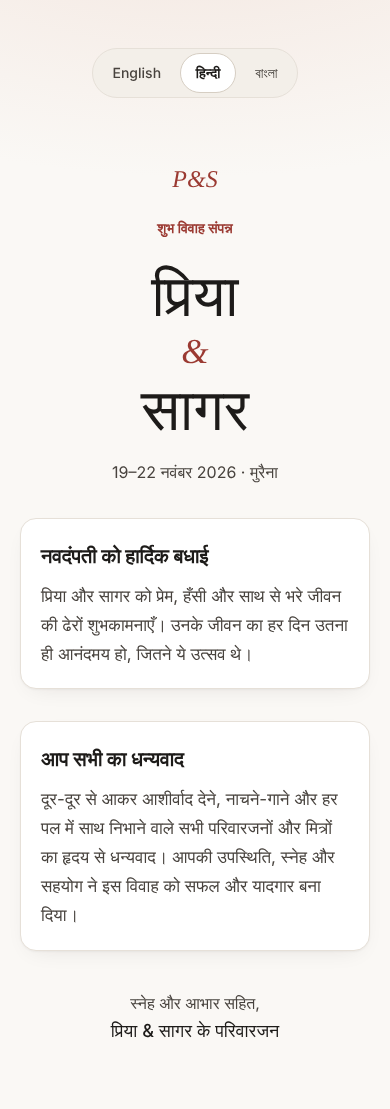 English हिन्दी বাংলা
P&S
शुभ विवाह संपन्न
प्रिया
&
सागर
19–22 नवंबर 2026 · मुरैना
नवदंपती को हार्दिक बधाई
प्रिया और सागर को प्रेम, हँसी और साथ से भरे जीवन
की ढेरों शुभकामनाएँ। उनके जीवन का हर दिन उतना
ही आनंदमय हो, जितने ये उत्सव थे।
आप सभी का धन्यवाद
दूर-दूर से आकर आशीर्वाद देने, नाचने-गाने और हर
पल में साथ निभाने वाले सभी परिवारजनों और मित्रों
का हृदय से धन्यवाद। आपकी उपस्थिति, स्नेह और
सहयोग ने इस विवाह को सफल और यादगार बना
दिया।
स्नेह और आभार सहित,
प्रिया & सागर के परिवारजन